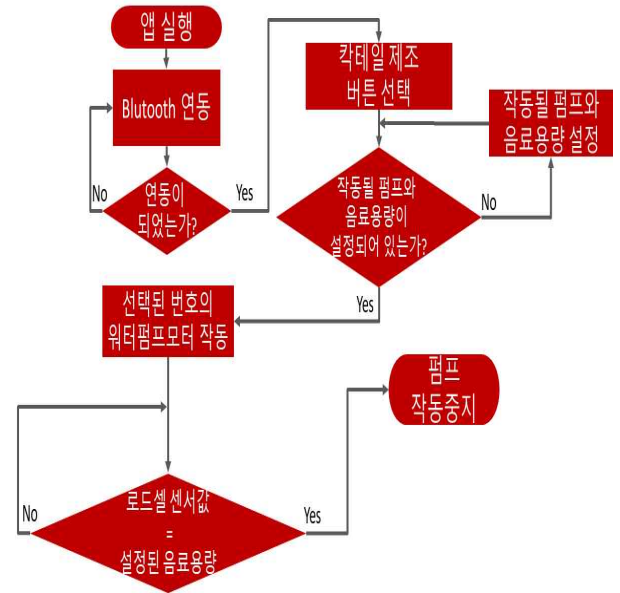 앱 실행
Blutooth 연동
연동이
되었는가?
No
Yes
칵테일 제조
버튼 선택
작동될 펌프와
음료용량 설정
작동될 펌프와
음료용량이
설정되어 있는가?
No
Yes
선택된 번호의
워터펌프모터 작동
로드셀 센서값
=
설정된 음료용량
No
Yes
펌프
작동중지